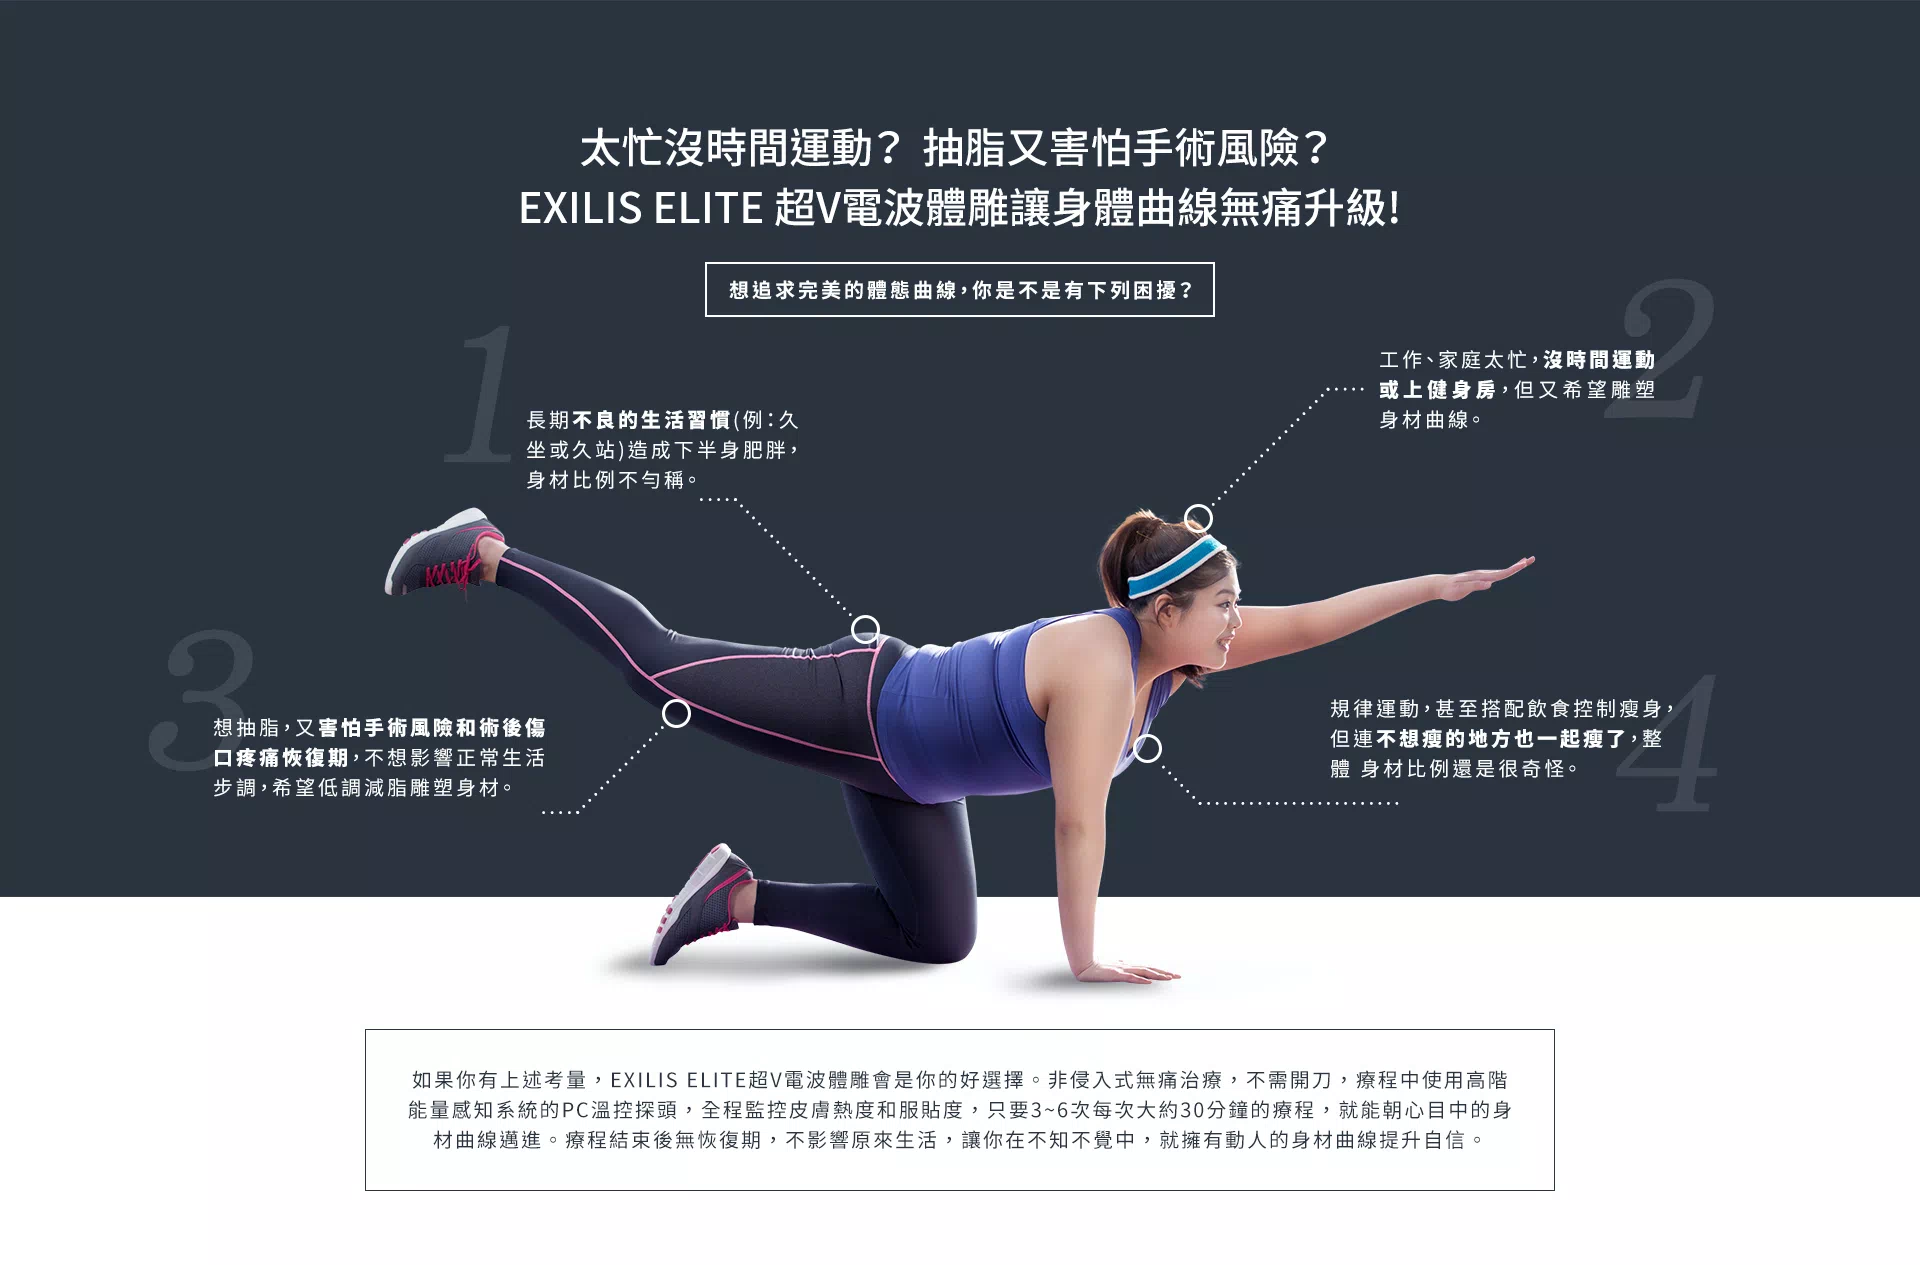 太忙沒時間運動？ 抽脂又害怕手術風險？
EXILIS ELITE 超V電波體雕讓身體曲線無痛升級!
想追求完美的體態曲線，你是不是有下列困擾？
1
長期不良的生活習慣(例：久
坐或久站)造成下半身肥胖，
身材比例不勻稱。
2
工作、家庭太忙，沒時間運動
或上健身房，但又希望雕塑
身材曲線。
3
想抽脂，又害怕手術風險和術後傷
口疼痛恢復期，不想影響正常生活
步調，希望低調減脂雕塑身材。
4
規律運動，甚至搭配飲食控制瘦身，
但連不想瘦的地方也一起瘦了，整
體 身材比例還是很奇怪。
如果你有上述考量，EXILIS ELITE超V電波體雕會是你的好選擇。非侵入式無痛治療，不需開刀，療程中使用高階
能量感知系統的PC溫控探頭，全程監控皮膚熱度和服貼度，只要3~6次每次大約30分鐘的療程，就能朝心目中的身
材曲線邁進。療程結束後無恢復期，不影響原來生活，讓你在不知不覺中，就擁有動人的身材曲線提升自信。